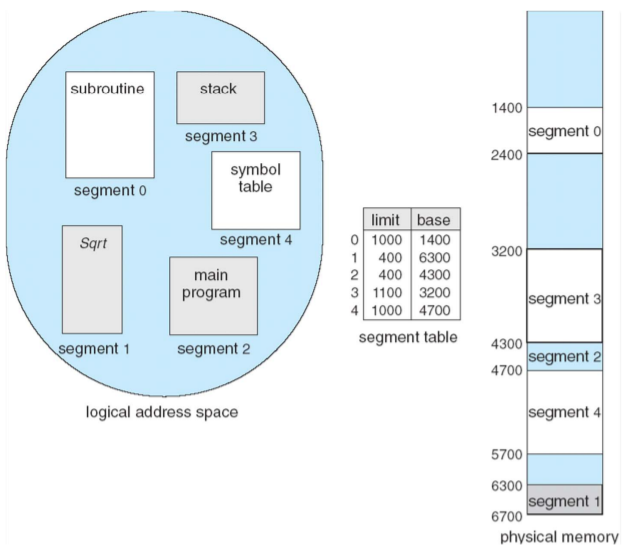 subroutine
segment 0
stack
segment 3
symbol
table
segment 4
Sqrt
segment 1
main
program
segment 2
logical address space
limit base
0 1000 1400
1 400 6300
2 400 4300
3 1100 3200
4 1000 4700
segment table
1400
segment 0
2400
3200
segment 3
4300
segment 2
4700
segment 4
5700
6300
segment 1
6700
physical memory